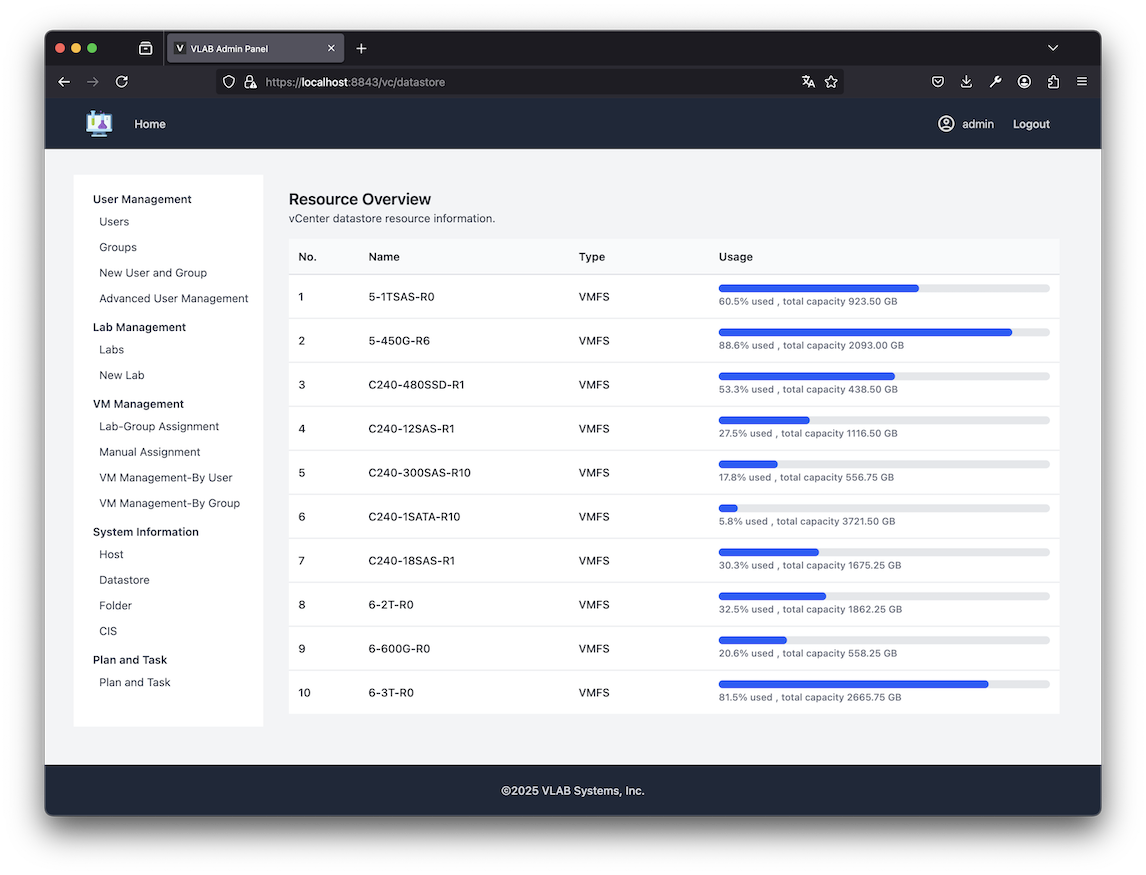 V VLAB Admin Panel
https://localhost:8843/vc/datastore
Home
admin Logout
User Management
Users
Groups
New User and Group
Advanced User Management
Lab Management
Labs
New Lab
VM Management
Lab-Group Assignment
Manual Assignment
VM Management-By User
VM Management-By Group
System Information
Host
Datastore
Folder
CIS
Plan and Task
Plan and Task
Resource Overview
vCenter datastore resource information.
No. Name Type Usage
1 5-1TSAS-R0 VMFS
60.5% used , total capacity 923.50 GB
2 5-450G-R6 VMFS
88.6% used , total capacity 2093.00 GB
3 C240-480SSD-R1 VMFS
53.3% used , total capacity 438.50 GB
4 C240-12SAS-R1 VMFS
27.5% used , total capacity 1116.50 GB
5 C240-300SAS-R10 VMFS
17.8% used , total capacity 556.75 GB
6 C240-1SATA-R10 VMFS
5.8% used , total capacity 3721.50 GB
7 C240-18SAS-R1 VMFS
30.3% used , total capacity 1675.25 GB
8 6-2T-R0 VMFS
32.5% used , total capacity 1862.25 GB
9 6-600G-R0 VMFS
20.6% used , total capacity 558.25 GB
10 6-3T-R0 VMFS
81.5% used , total capacity 2665.75 GB
©2025 VLAB Systems, Inc.